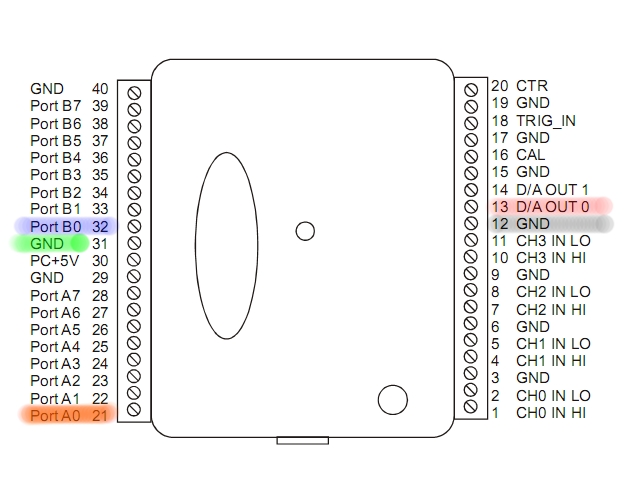 GND 40
Port B7 39
Port B6 38
Port B5 37
Port B4 36
Port B3 35
Port B2 34
Port B1 33
Port B0 32
GND 31
PC+5V 30
GND 29
Port A7 28
Port A6 27
Port A5 26
Port A4 25
Port A3 24
Port A2 23
Port A1 22
Port A0 21
20 CTR
19 GND
18 TRIG_IN
17 GND
16 CAL
15 GND
14 D/A OUT 1
13 D/A OUT 0
12 GND
11 CH3 IN LO
10 CH3 IN HI
9 GND
8 CH2 IN LO
7 CH2 IN HI
6 GND
5 CH1 IN LO
4 CH1 IN HI
3 GND
2 CH0 IN LO
1 CH0 IN HI